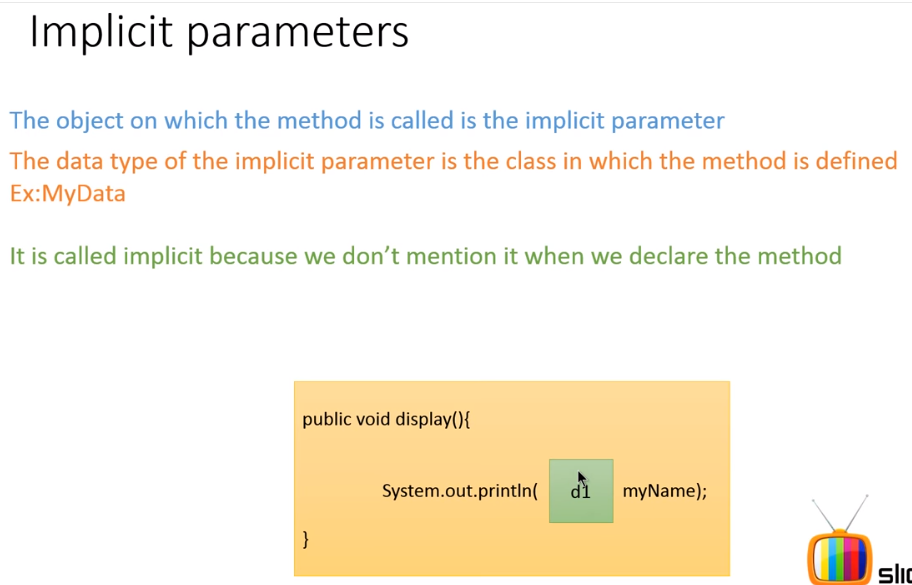 Implicit parameters
The object on which the method is called is the implicit parameter
The data type of the implicit parameter is the class in which the method is defined
Ex:MyData
It is called implicit because we don’t mention it when we declare the method
public void display(){
System.out.println( d1 myName);
}